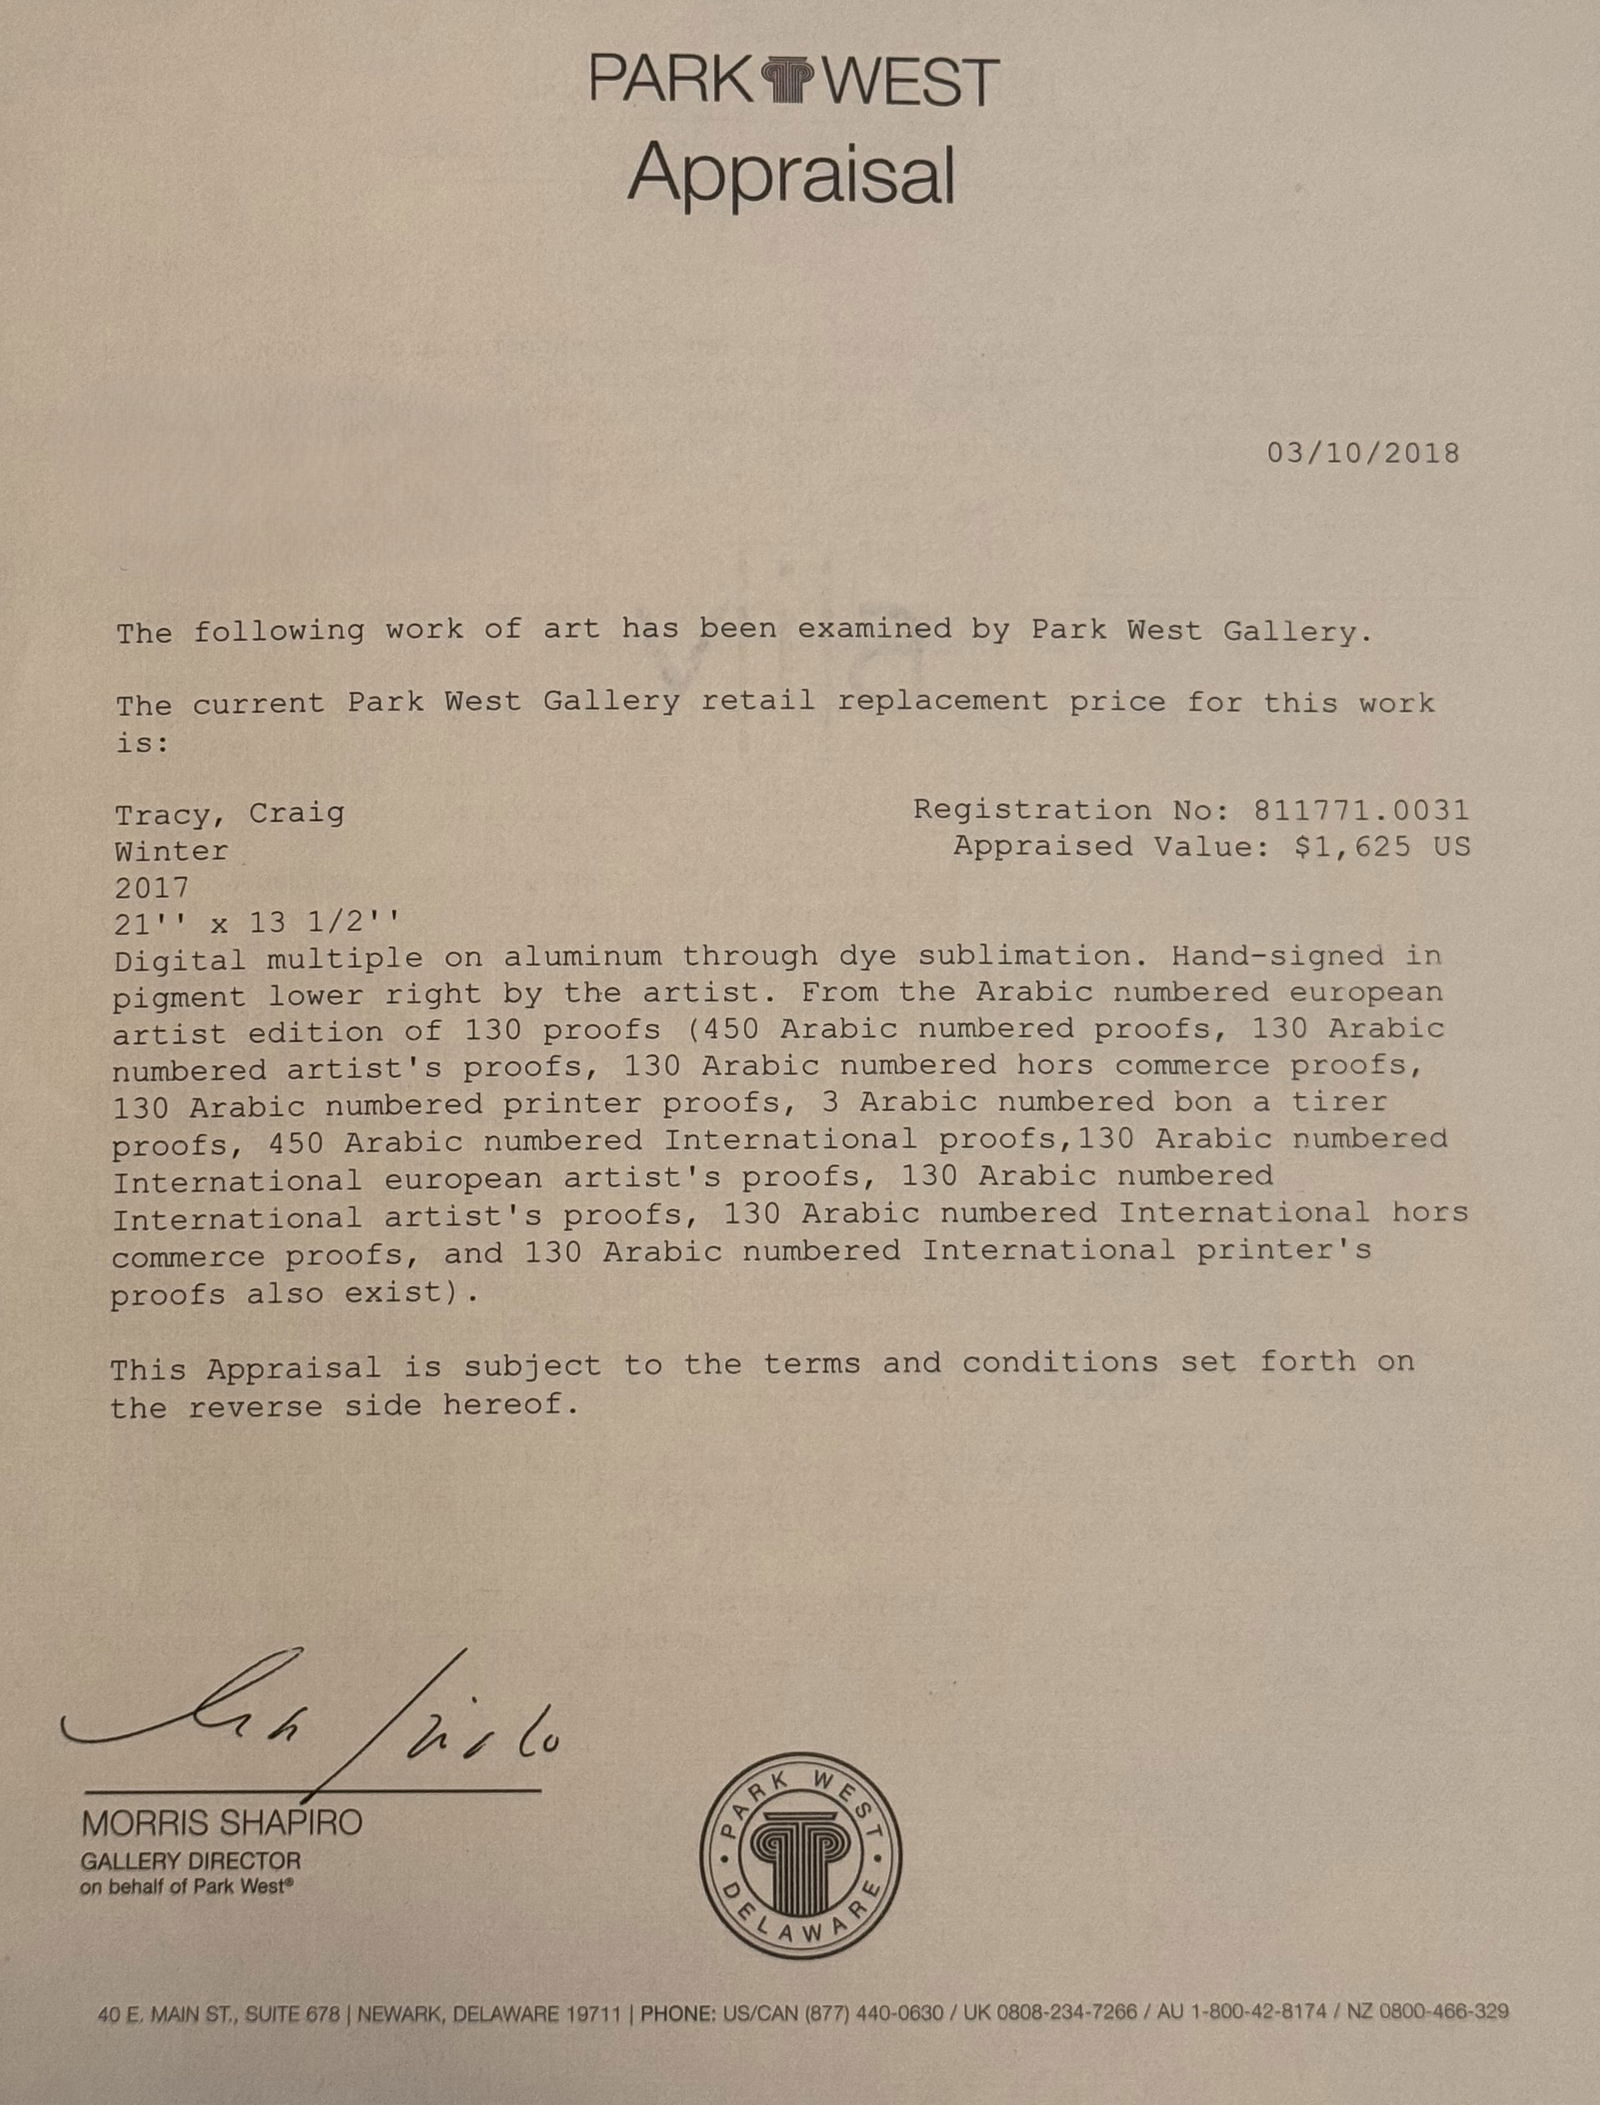 PARK WEST
Appraisal
03/10/2018
The following work of art has been examined by Park West Gallery.
The current Park West Gallery retail replacement price for this work
is:
Tracy, Craig
Registration No: 811771.0031
Winter
Appraised Value: $1,625 US
2017
21'' x 13 1/2''
Digital multiple on aluminum through dye sublimation. Hand-signed in
pigment lower right by the artist. From the Arabic numbered european
artist edition of 130 proofs (450 Arabic numbered proofs, 130 Arabic
numbered artist's proofs, 130 Arabic numbered hors commerce proofs,
130 Arabic numbered printer proofs, 3 Arabic numbered bon a tirer
proofs, 450 Arabic numbered International proofs,130 Arabic numbered
International european artist's proofs, 130 Arabic numbered
International artist's proofs, 130 Arabic numbered International hors
commerce proofs, and 130 Arabic numbered International printer's
proofs also exist).
This Appraisal is subject to the terms and conditions set forth on
the reverse side hereof.
MORRIS SHAPIRO
GALLERY DIRECTOR
on behalf of Park West®
PARK WEST
• DELAWARE •
40 E. MAIN ST., SUITE 678 | NEWARK, DELAWARE 19711 | PHONE: US/CAN (877) 440-0630 / UK 0808-234-7266 / AU 1-800-42-8174 / NZ 0800-466-329